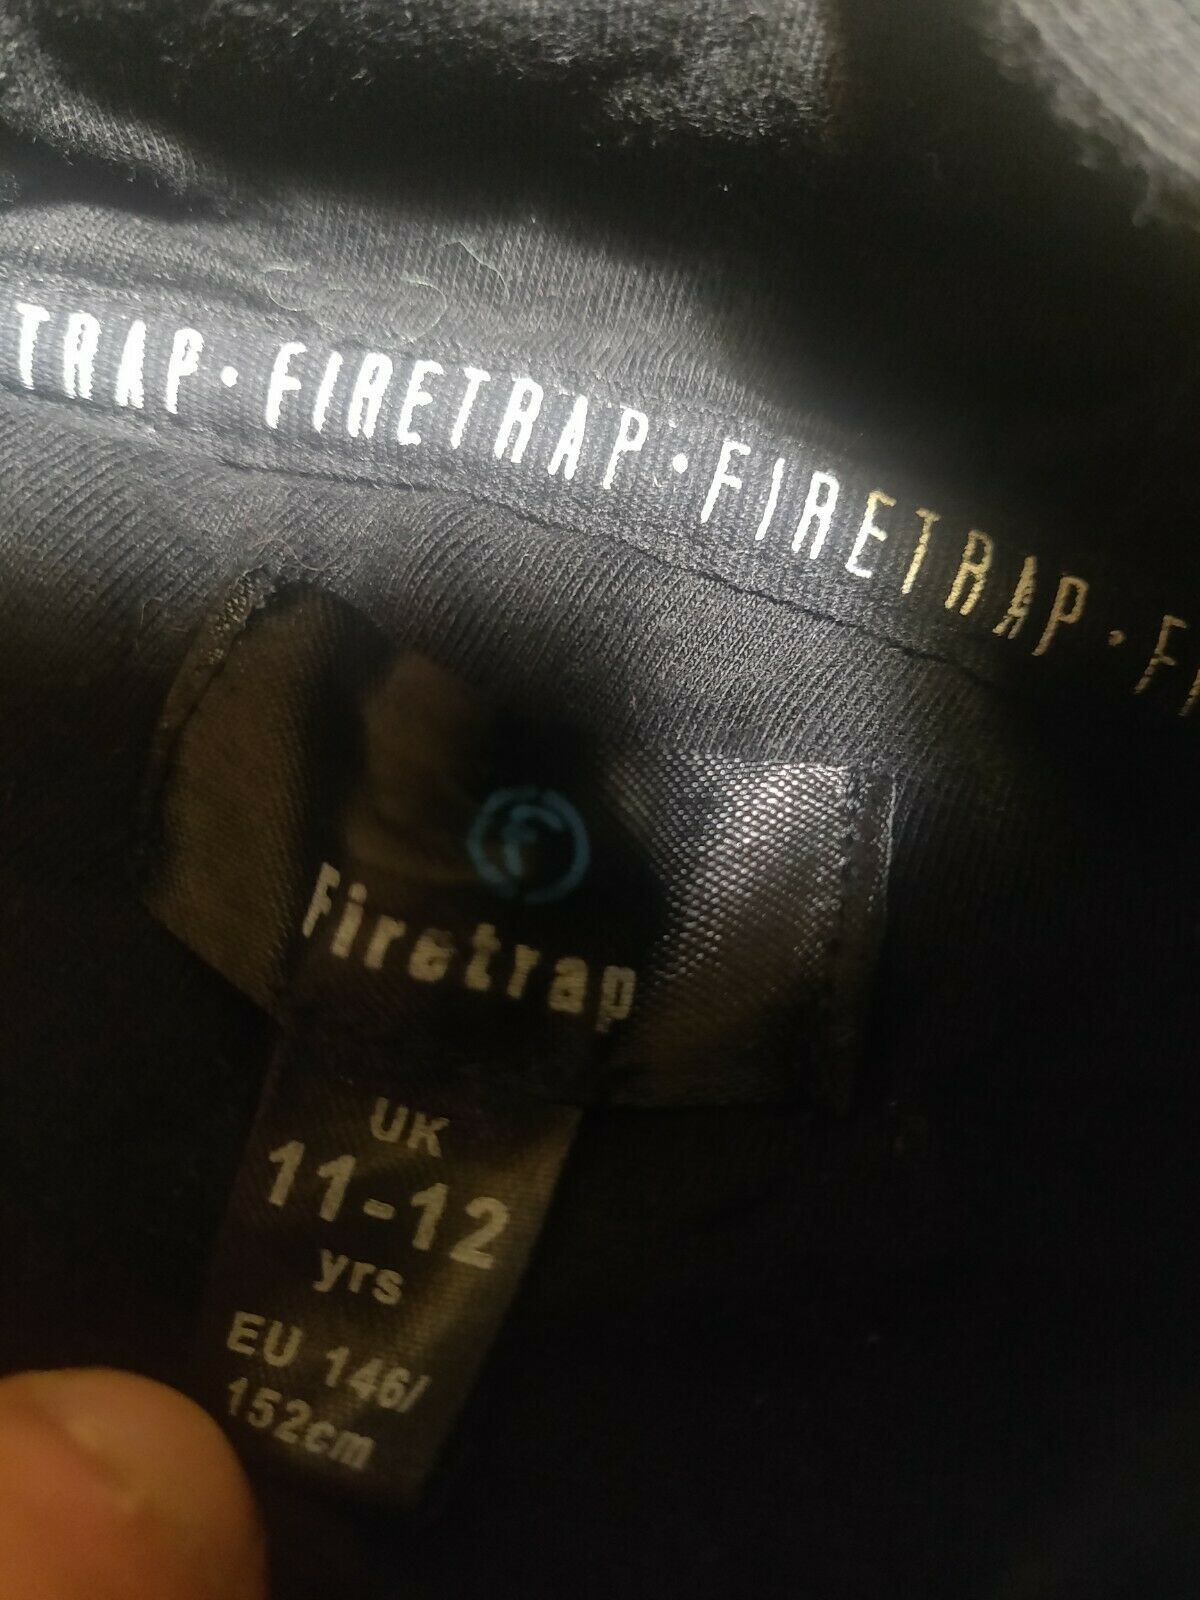 TRAP · FIRETRAP · FIRETRAP · FI
F
Firetrap
UK
11-12
yrs
EU 146/
152cm